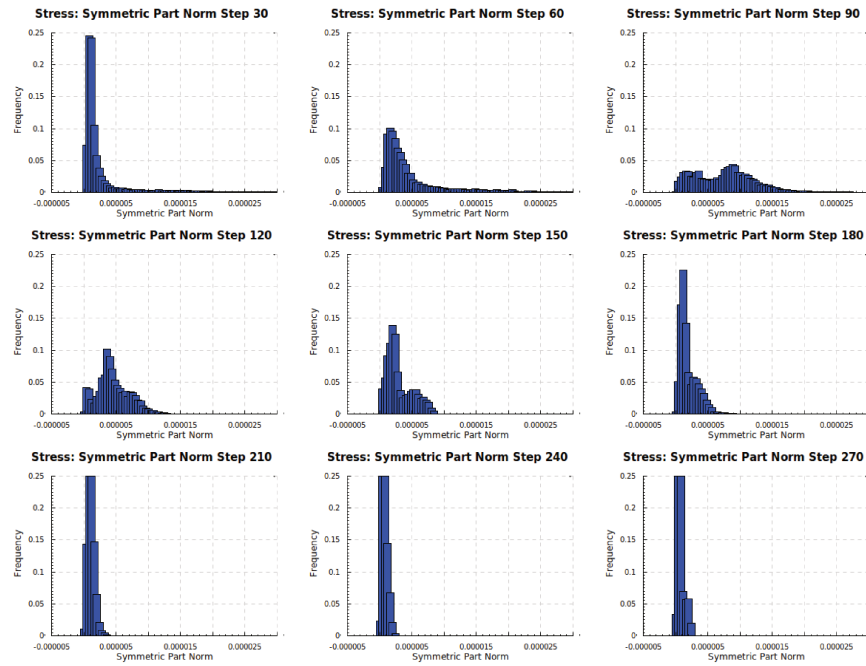 Stress: Symmetric Part Norm Step 30
0.25
0.2
0.15
0.1
0.05
0
Frequency
-0.000005 0.000005 0.000015 0.000025
Symmetric Part Norm
Stress: Symmetric Part Norm Step 60
0.25
0.2
0.15
0.1
0.05
0
Frequency
-0.000005 0.000005 0.000015 0.000025
Symmetric Part Norm
Stress: Symmetric Part Norm Step 90
0.25
0.2
0.15
0.1
0.05
0
Frequency
-0.000005 0.000005 0.000015 0.000025
Symmetric Part Norm
Stress: Symmetric Part Norm Step 120
0.25
0.2
0.15
0.1
0.05
0
Frequency
-0.000005 0.000005 0.000015 0.000025
Symmetric Part Norm
Stress: Symmetric Part Norm Step 150
0.25
0.2
0.15
0.1
0.05
0
Frequency
-0.000005 0.000005 0.000015 0.000025
Symmetric Part Norm
Stress: Symmetric Part Norm Step 180
0.25
0.2
0.15
0.1
0.05
0
Frequency
-0.000005 0.000005 0.000015 0.000025
Symmetric Part Norm
Stress: Symmetric Part Norm Step 210
0.25
0.2
0.15
0.1
0.05
0
Frequency
-0.000005 0.000005 0.000015 0.000025
Symmetric Part Norm
Stress: Symmetric Part Norm Step 240
0.25
0.2
0.15
0.1
0.05
0
Frequency
-0.000005 0.000005 0.000015 0.000025
Symmetric Part Norm
Stress: Symmetric Part Norm Step 270
0.25
0.2
0.15
0.1
0.05
0
Frequency
-0.000005 0.000005 0.000015 0.000025
Symmetric Part Norm